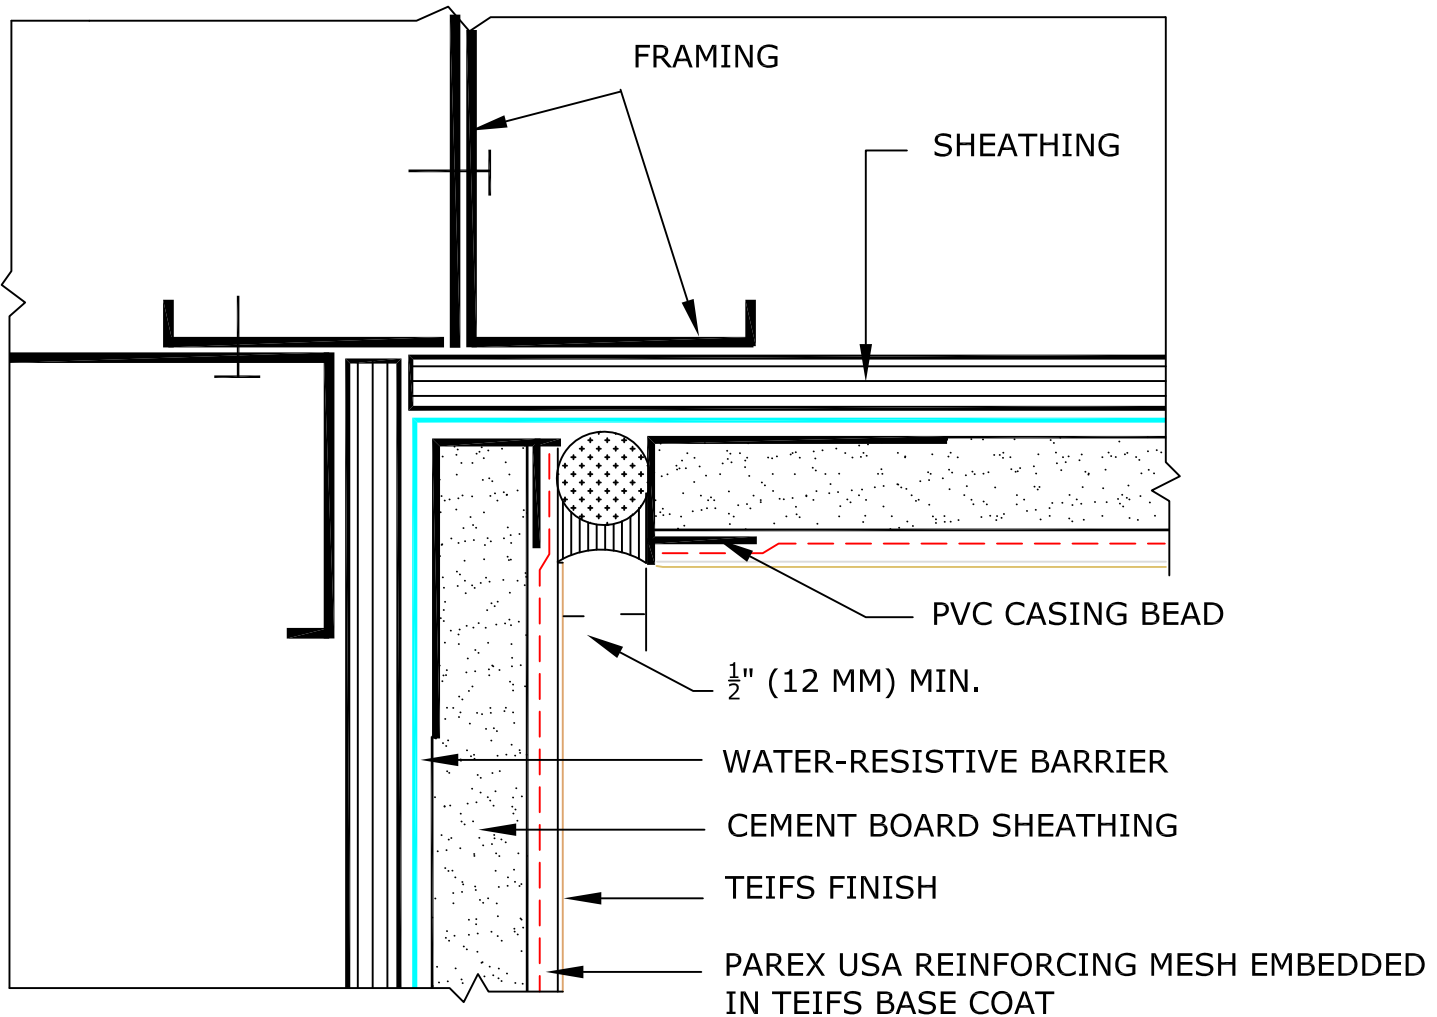 FRAMING
SHEATHING
PVC CASING BEAD
½" (12 MM) MIN.
WATER-RESISTIVE BARRIER
CEMENT BOARD SHEATHING
TEIFS FINISH
PAREX USA REINFORCING MESH EMBEDDED
IN TEIFS BASE COAT